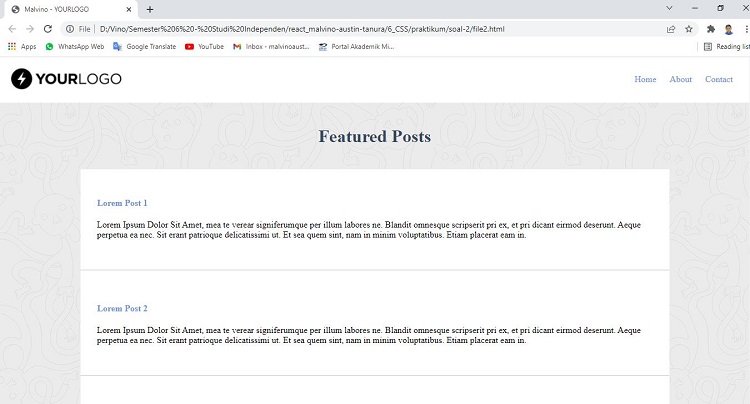 Malvino - YOURLOGO
File D:/Vino/Semester%206%20-%20Studi%20Independen/react_malvino-austin-tanura/6_CSS/praktikum/soal-2/file2.html
Apps WhatsApp Web Google Translate YouTube Inbox - malvinoaust... Portal Akademik Mi... Reading list
YOURLOGO Home About Contact
Featured Posts
Lorem Post 1
Lorem Ipsum Dolor Sit Amet, mea te verear signiferumque per illum labores ne. Blandit omnesque scripserit pri ex, et pri dicant eirmod deserunt. Aeque
perpetua ea nec. Sit erant patrioque delicatissimi ut. Et sea quem sint, nam in minim voluptatibus. Etiam placerat eam in.
Lorem Post 2
Lorem Ipsum Dolor Sit Amet, mea te verear signiferumque per illum labores ne. Blandit omnesque scripserit pri ex, et pri dicant eirmod deserunt. Aeque
perpetua ea nec. Sit erant patrioque delicatissimi ut. Et sea quem sint, nam in minim voluptatibus. Etiam placerat eam in.